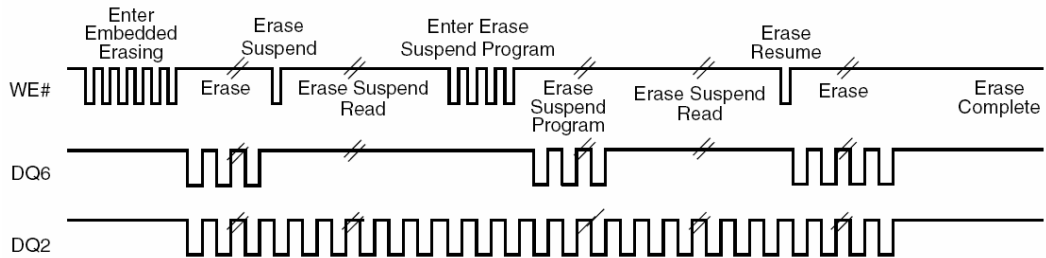 Enter
Embedded
Erasing
Erase
Suspend
Enter Erase
Suspend Program
Erase
Resume
WE#
Erase
Erase Suspend
Read
Erase
Suspend
Program
Erase Suspend
Read
Erase
Erase
Complete
DQ6
DQ2